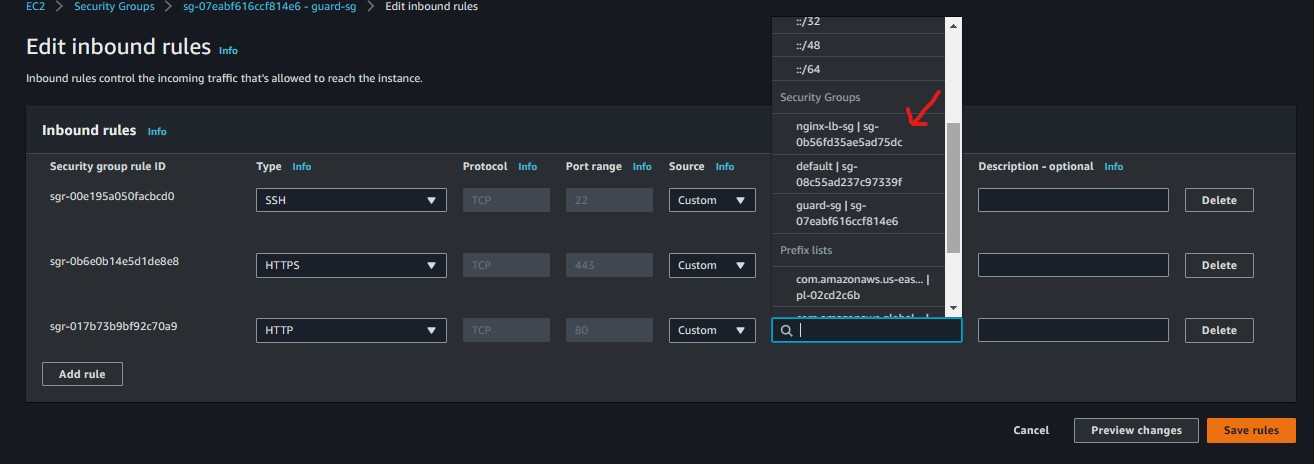 EC2 > Security Groups > sg-07eabf616ccf814e6 - guard-sg > Edit inbound rules
Edit inbound rules Info
Inbound rules control the incoming traffic that's allowed to reach the instance.
::/32
::/48
::/64
Security Groups
nginx-lb-sg | sg-
0b56fd35ae5ad75dc
default | sg-
08c55ad237c97339f
guard-sg | sg-
07eabf616ccf814e6
Prefix lists
com.amazonaws.us-eas... |
pl-02cd2c6b
Inbound rules Info
Security group rule ID Type Info Protocol Info Port range Info Source Info Description - optional Info
sgr-00e195a050facbcd0 SSH TCP 22 Custom Delete
sgr-0b6e0b14e5d1de8e8 HTTPS TCP 443 Custom Delete
sgr-017b73b9bf92c70a9 HTTP TCP 80 Custom Delete
Add rule
Cancel Preview changes Save rules